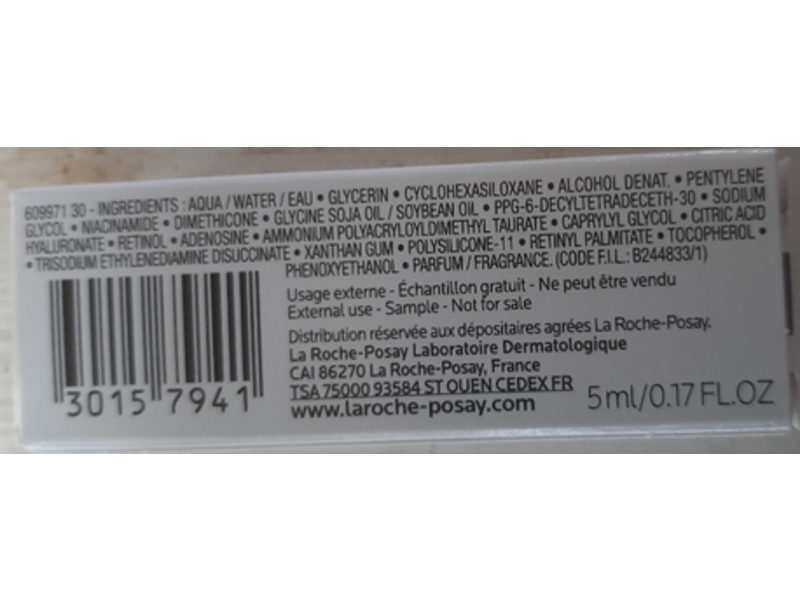 609971 30 - INGREDIENTS : AQUA / WATER / EAU • GLYCERIN • CYCLOHEXASILOXANE • ALCOHOL DENAT. • PENTYLENE
GLYCOL • NIACINAMIDE • DIMETHICONE • GLYCINE SOJA OIL / SOYBEAN OIL • PPG-6-DECYLTETRADECETH-30 • SODIUM
HYALURONATE • RETINOL • ADENOSINE • AMMONIUM POLYACRYLOYLDIMETHYL TAURATE • CAPRYLYL GLYCOL • CITRIC ACID
• TRISODIUM ETHYLENEDIAMINE DISUCCINATE • XANTHAN GUM • POLYSILICONE-11 • RETINYL PALMITATE • TOCOPHEROL •
PHENOXYETHANOL • PARFUM / FRAGRANCE. (CODE F.I.L.: B244833/1)
Usage externe - Échantillon gratuit - Ne peut être vendu
External use - Sample - Not for sale
Distribution réservée aux dépositaires agréés La Roche-Posay.
La Roche-Posay Laboratoire Dermatologique
CAI 86270 La Roche-Posay, France
TSA 75000 93584 ST OUEN CEDEX FR
www.laroche-posay.com
5 ml/0.17 FL.OZ
3015 7941